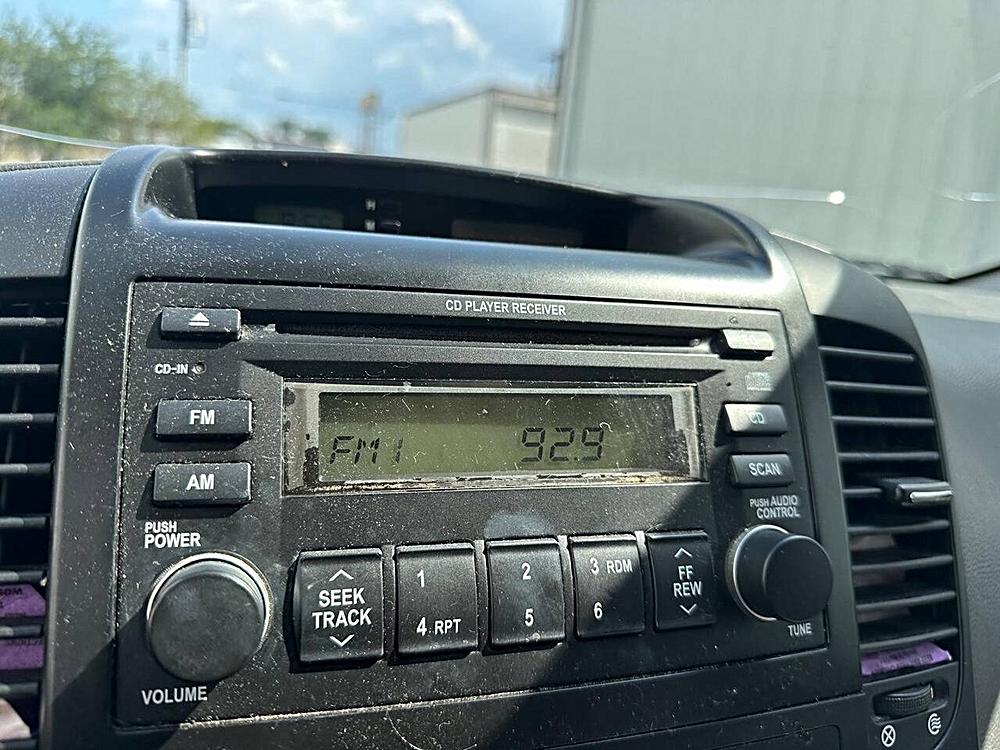 H
M
CD PLAYER RECEIVER
CD-IN
FM
AM
FM1 92.9
CD
SCAN
PUSH AUDIO
CONTROL
PUSH
POWER
SEEK
TRACK
1
4 RPT
2
5
3 RDM
6
FF
REW
TUNE
VOLUME